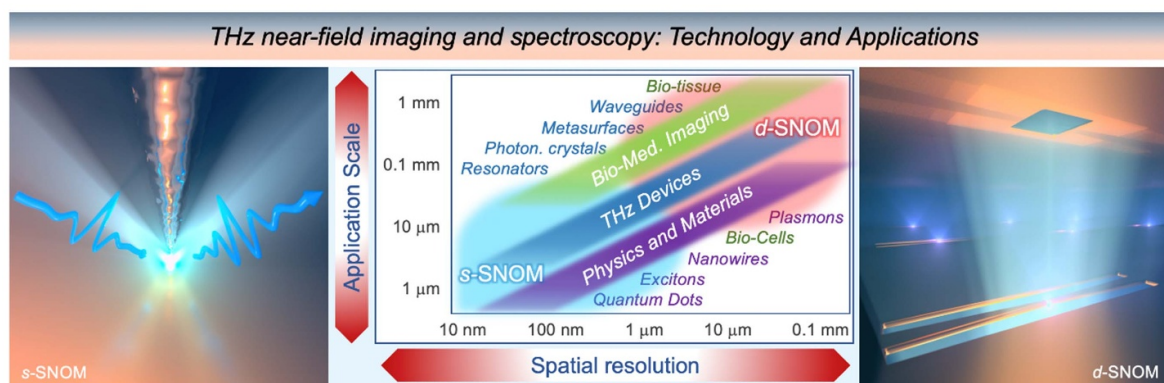 THz near-field imaging and spectroscopy: Technology and Applications
s-SNOM
Application Scale
1 mm
0.1 mm
10 μm
1 μm
Bio-tissue
Waveguides
Metasurfaces
Photon. crystals
Resonators
Bio-Med. Imaging
d-SNOM
THz Devices
Physics and Materials
s-SNOM
Plasmons
Bio-Cells
Nanowires
Excitons
Quantum Dots
10 nm 100 nm 1 μm 10 μm 0.1 mm
Spatial resolution
d-SNOM